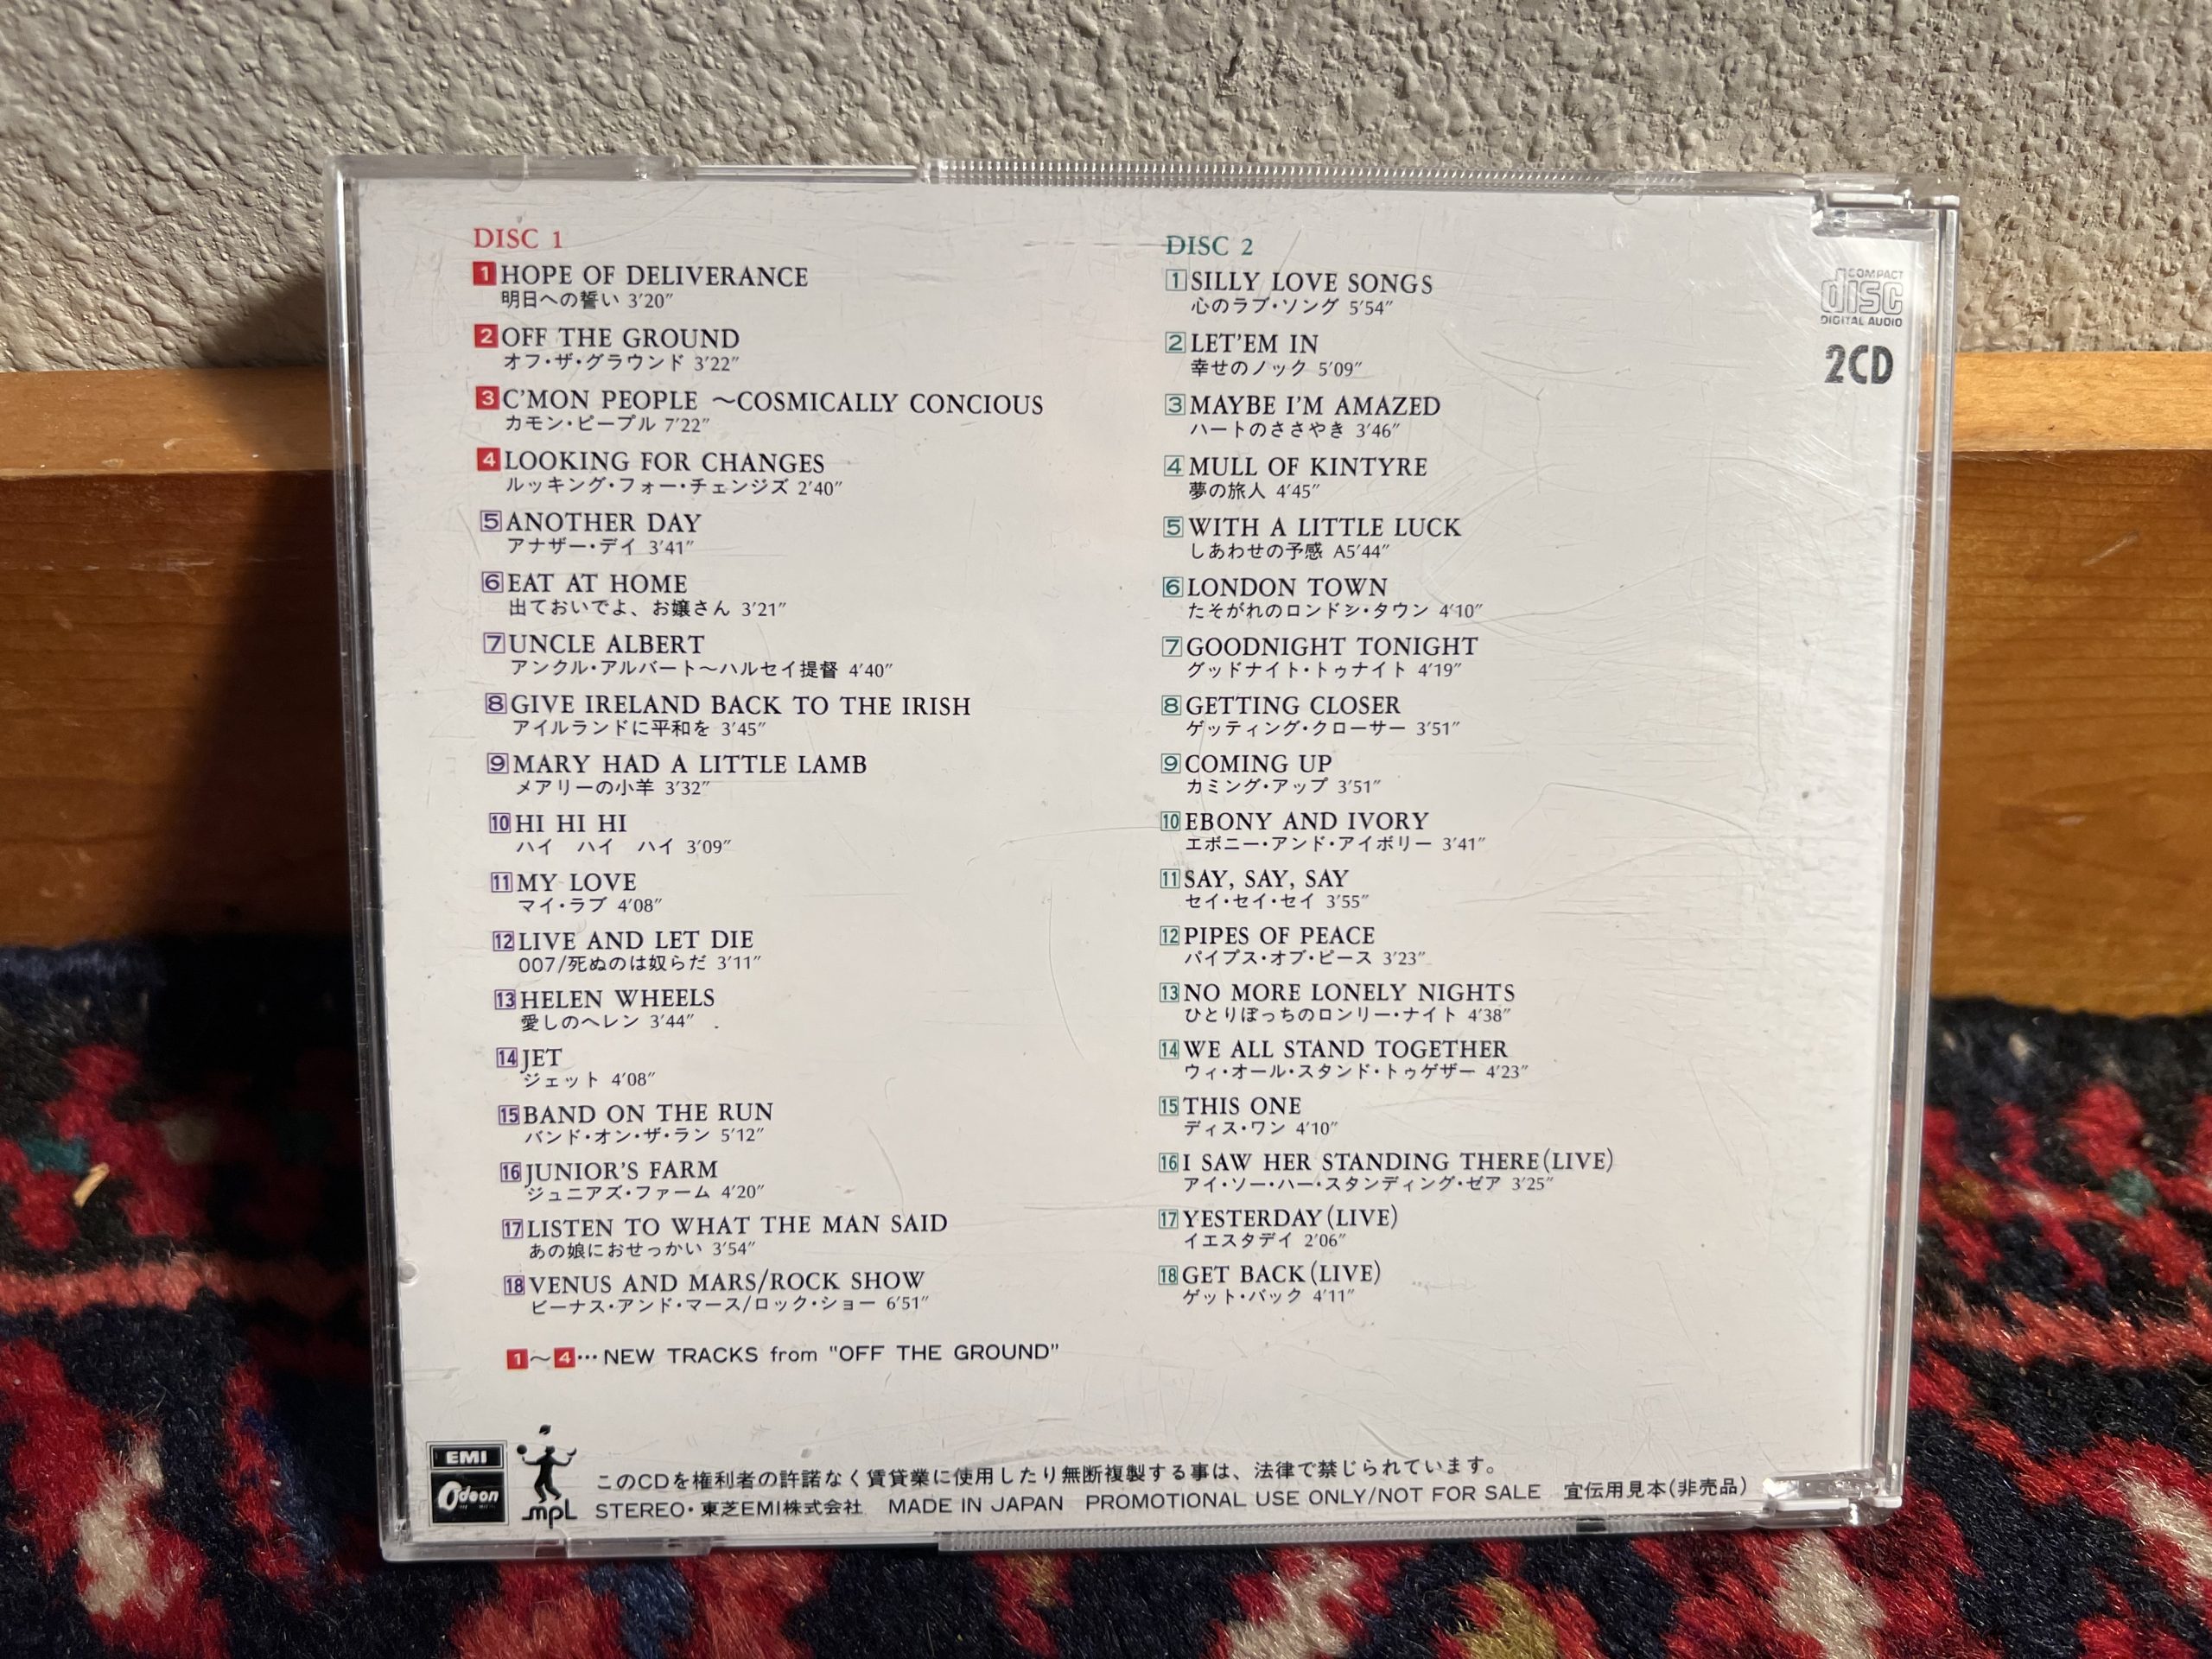 DISC 1
1 HOPE OF DELIVERANCE
明日への誓い 3′20″
2 OFF THE GROUND
オフ・ザ・グラウンド 3′22″
3 C'MON PEOPLE ～COSMICALLY CONCIOUS
カモン・ピープル 7′22″
4 LOOKING FOR CHANGES
ルッキング・フォー・チェンジズ 2′40″
5 ANOTHER DAY
アナザー・デイ 3′41″
6 EAT AT HOME
出ておいでよ、お嬢さん 3′21″
7 UNCLE ALBERT
アンクル・アルバート～ハルセイ提督 4′40″
8 GIVE IRELAND BACK TO THE IRISH
アイルランドに平和を 3′45″
9 MARY HAD A LITTLE LAMB
メアリーの小羊 3′32″
10 HI HI HI
ハイ　ハイ　ハイ 3′09″
11 MY LOVE
マイ・ラブ 4′08″
12 LIVE AND LET DIE
007/死ぬのは奴らだ 3′11″
13 HELEN WHEELS
愛しのヘレン 3′44″
14 JET
ジェット 4′08″
15 BAND ON THE RUN
バンド・オン・ザ・ラン 5′12″
16 JUNIOR'S FARM
ジュニアズ・ファーム 4′20″
17 LISTEN TO WHAT THE MAN SAID
あの娘におせっかい 3′54″
18 VENUS AND MARS/ROCK SHOW
ビーナス・アンド・マース/ロック・ショー 6′51″
1～4…NEW TRACKS from "OFF THE GROUND"
DISC 2
1 SILLY LOVE SONGS
心のラブ・ソング 5′54″
2 LET'EM IN
幸せのノック 5′09″
3 MAYBE I'M AMAZED
ハートのささやき 3′46″
4 MULL OF KINTYRE
夢の旅人 4′45″
5 WITH A LITTLE LUCK
しあわせの予感 A5′44″
6 LONDON TOWN
たそがれのロンドシ・タウン 4′10″
7 GOODNIGHT TONIGHT
グッドナイト・トゥナイト 4′19″
8 GETTING CLOSER
ゲッティング・クローサー 3′51″
9 COMING UP
カミング・アップ 3′51″
10 EBONY AND IVORY
エボニー・アンド・アイボリー 3′41″
11 SAY, SAY, SAY
セイ・セイ・セイ 3′55″
12 PIPES OF PEACE
パイプス・オブ・ピース 3′23″
13 NO MORE LONELY NIGHTS
ひとりぼっちのロンリー・ナイト 4′38″
14 WE ALL STAND TOGETHER
ウィ・オール・スタンド・トゥゲザー 4′23″
15 THIS ONE
ディス・ワン 4′10″
16 I SAW HER STANDING THERE(LIVE)
アイ・ソー・ハー・スタンディング・ゼア 3′25″
17 YESTERDAY(LIVE)
イエスタデイ 2′06″
18 GET BACK(LIVE)
ゲット・バック 4′11″
COMPACT
disc
DIGITAL AUDIO
2CD
EMI
Odeon
mpL
このCDを権利者の許諾なく賃貸業に使用したり無断複製する事は、法律で禁じられています。
STEREO・東芝EMI株式会社　MADE IN JAPAN　PROMOTIONAL USE ONLY/NOT FOR SALE　宣伝用見本(非売品)